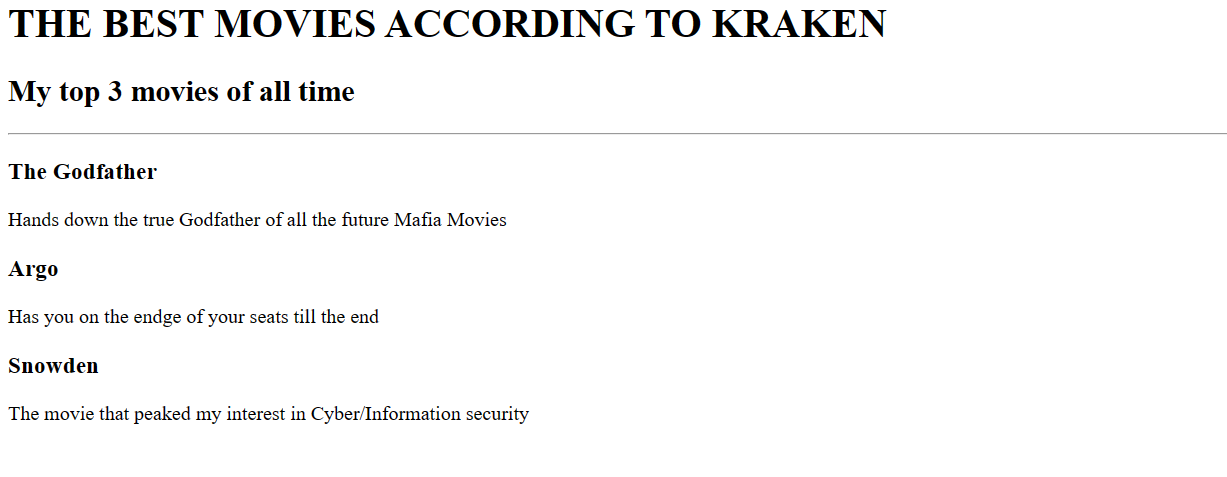 THE BEST MOVIES ACCORDING TO KRAKEN
My top 3 movies of all time
The Godfather
Hands down the true Godfather of all the future Mafia Movies
Argo
Has you on the endge of your seats till the end
Snowden
The movie that peaked my interest in Cyber/Information security